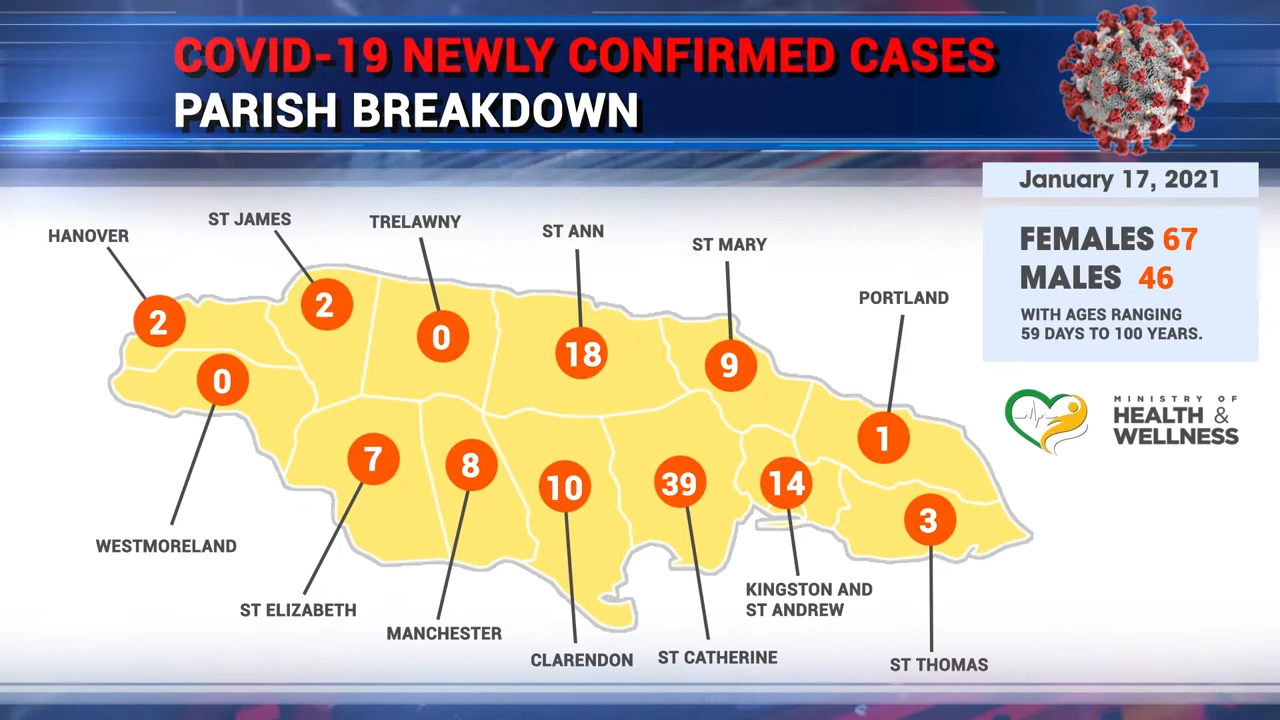 COVID-19 NEWLY CONFIRMED CASES
PARISH BREAKDOWN
January 17, 2021
FEMALES 67
MALES 46
WITH AGES RANGING
59 DAYS TO 100 YEARS.
MINISTRY OF
HEALTH &
WELLNESS
HANOVER
2
ST JAMES
2
TRELAWNY
0
ST ANN
18
ST MARY
9
PORTLAND
1
WESTMORELAND
0
ST ELIZABETH
7
MANCHESTER
8
CLARENDON
10
ST CATHERINE
39
KINGSTON AND
ST ANDREW
14
ST THOMAS
3